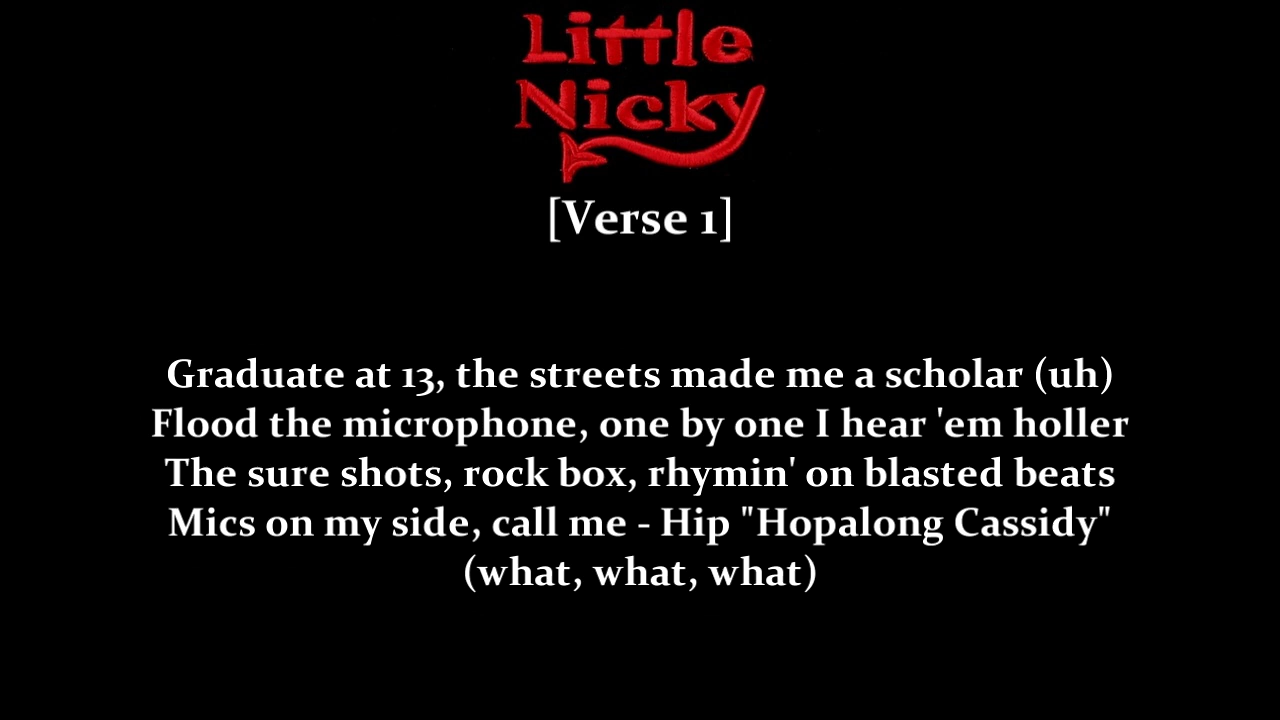 Little
Nicky
[Verse 1]
Graduate at 13, the streets made me a scholar (uh)
Flood the microphone, one by one I hear 'em holler
The sure shots, rock box, rhymin' on blasted beats
Mics on my side, call me - Hip "Hopalong Cassidy"
(what, what, what)